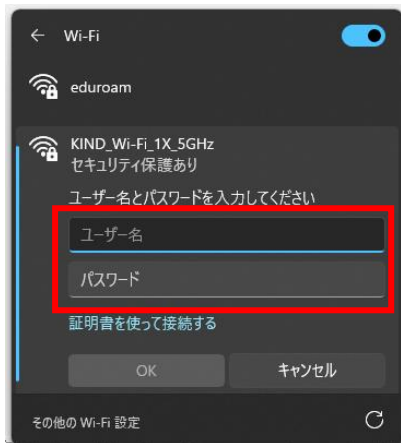 Wi-Fi
eduroam
KIND_Wi-Fi_1X_5GHz
セキュリティ保護あり
ユーザー名とパスワードを入力してください
ユーザー名
パスワード
証明書を使って接続する
OK キャンセル
その他の Wi-Fi 設定